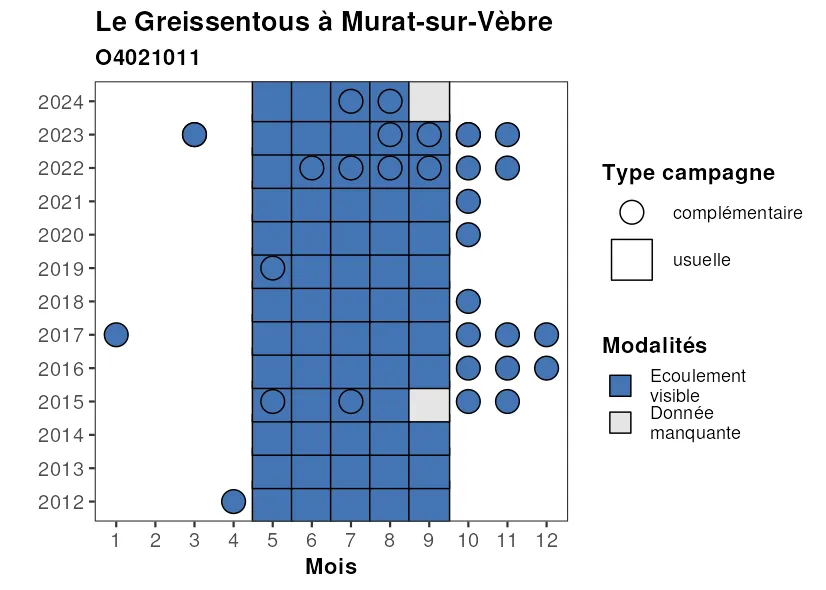 Le Greissentous à Murat-sur-Vèbre
O4021011
2024
2023
2022
2021
2020
2019
2018
2017
2016
2015
2014
2013
2012
1 2 3 4 5 6 7 8 9 10 11 12
Mois
Type campagne
complémentaire
usuelle
Modalités
Ecoulement
visible
Donnée
manquante